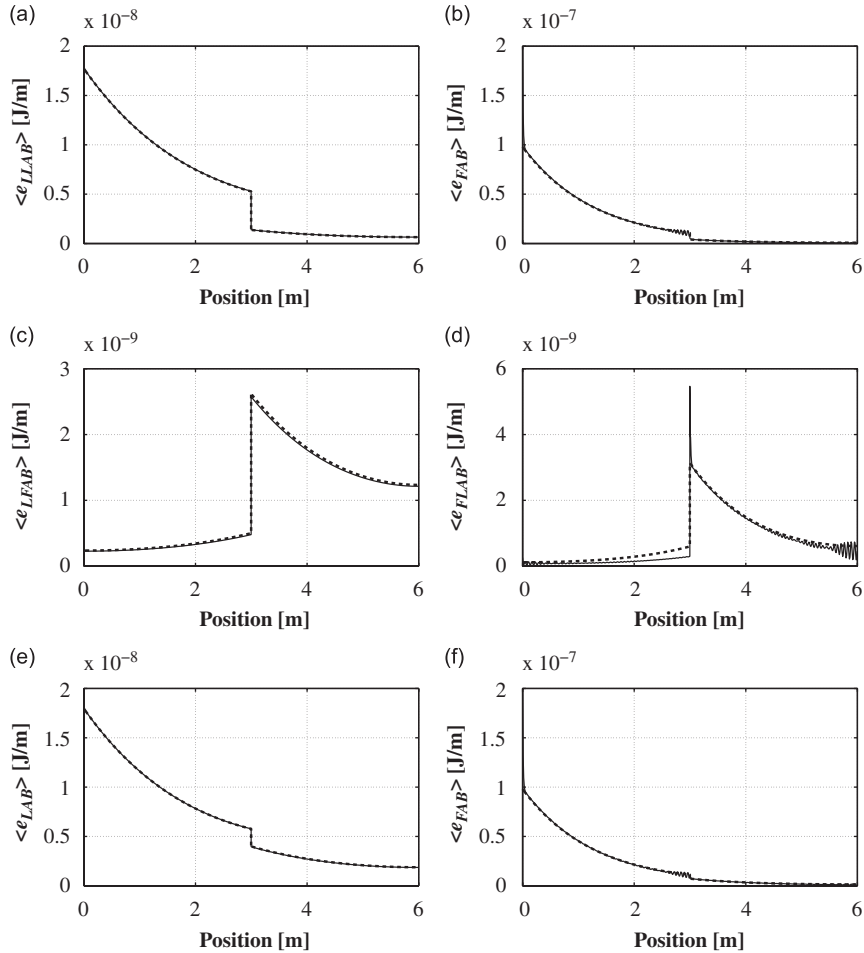 (a)
x 10⁻⁸
2
1.5
1
0.5
0
<e_LLAB> [J/m]
0 2 4 6
Position [m]
(b)
x 10⁻⁷
2
1.5
1
0.5
0
<e_FAB> [J/m]
0 2 4 6
Position [m]
(c)
x 10⁻⁹
3
2
1
0
<e_LFAB> [J/m]
0 2 4 6
Position [m]
(d)
x 10⁻⁹
6
4
2
0
<e_FLAB> [J/m]
0 2 4 6
Position [m]
(e)
x 10⁻⁸
2
1.5
1
0.5
0
<e_LAB> [J/m]
0 2 4 6
Position [m]
(f)
x 10⁻⁷
2
1.5
1
0.5
0
<e_FAB> [J/m]
0 2 4 6
Position [m]